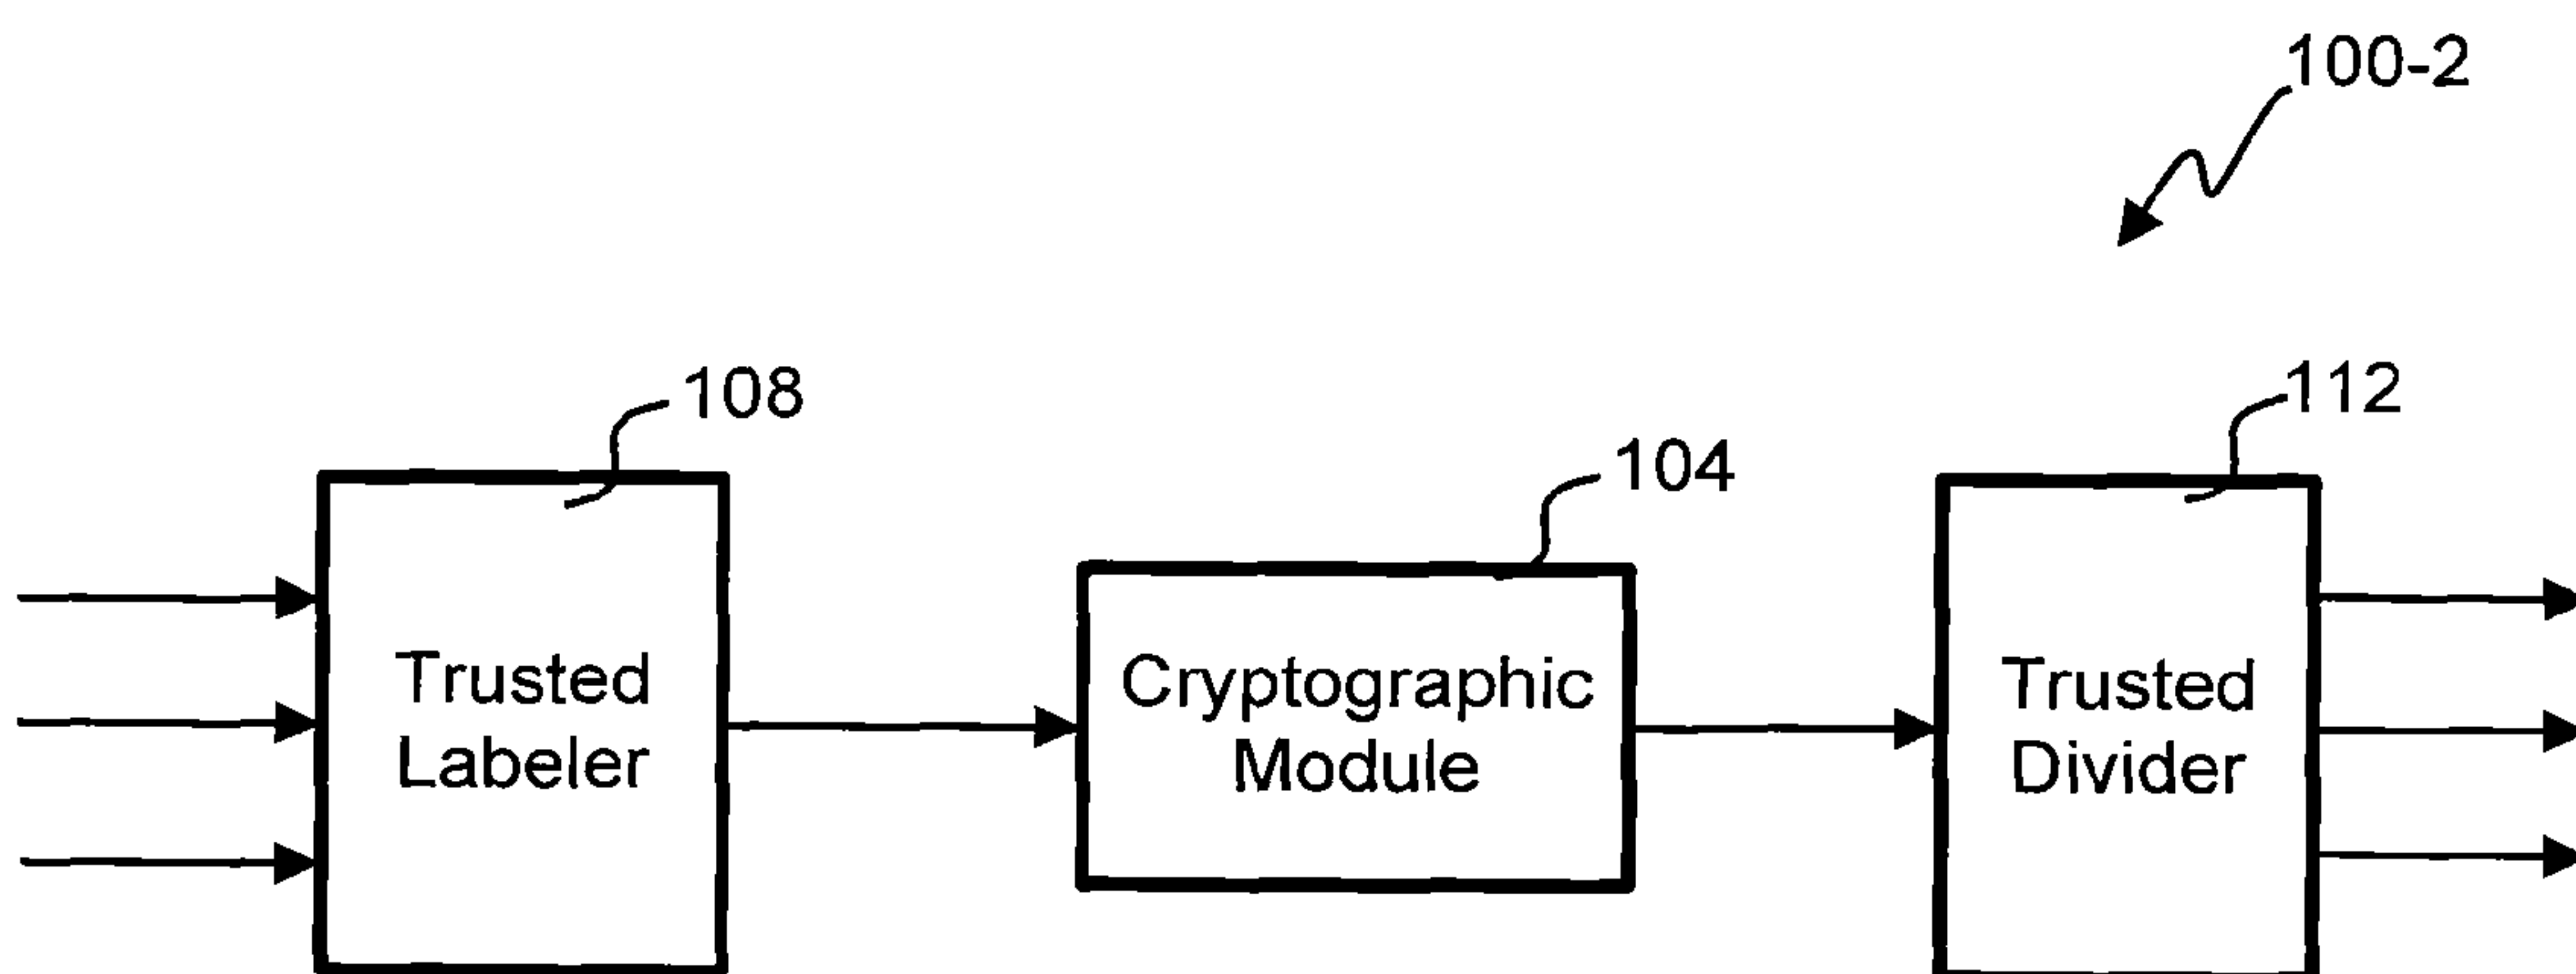 100-2
108
104
112
Trusted
Labeler
Cryptographic
Module
Trusted
Divider